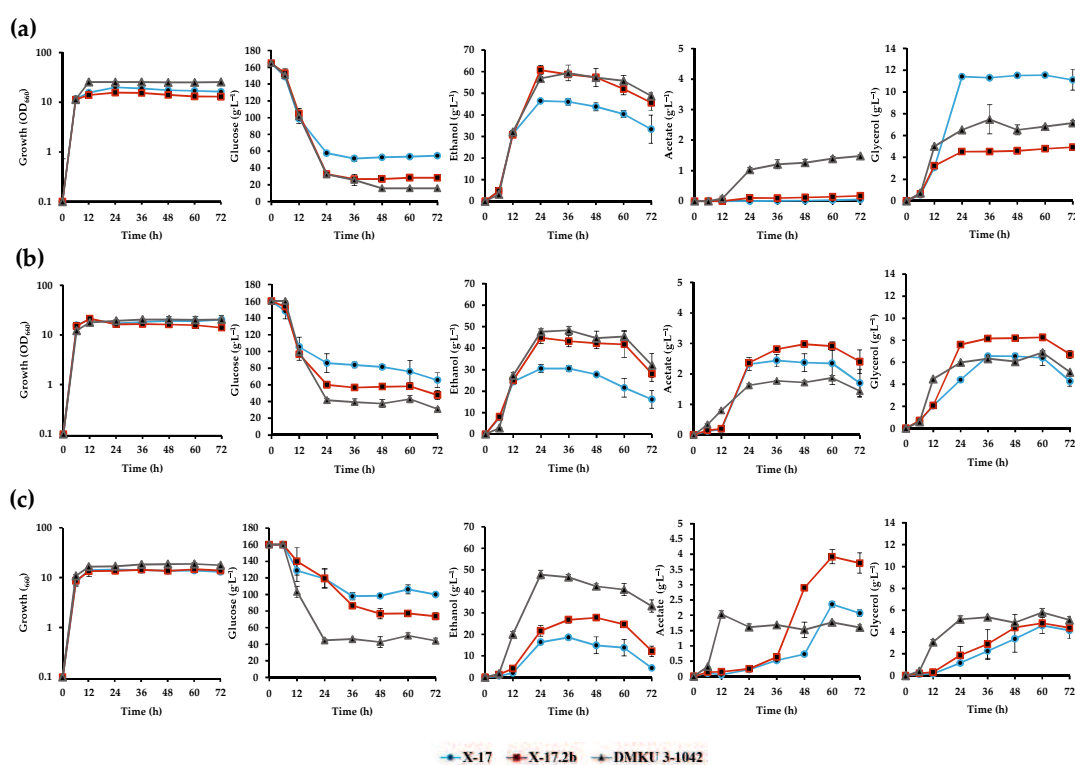 (a)
100
10
1
0.1
0 12 24 36 48 60 72
Growth (OD660)
Time (h)
180
160
140
120
100
80
60
40
20
0
0 12 24 36 48 60 72
Glucose (g·L−1)
Time (h)
70
60
50
40
30
20
10
0
0 12 24 36 48 60 72
Ethanol (g·L−1)
Time (h)
5
4
3
2
1
0
0 12 24 36 48 60 72
Acetate (g·L−1)
Time (h)
14
12
10
8
6
4
2
0
0 12 24 36 48 60 72
Glycerol (g·L−1)
Time (h)
(b)
100
10
1
0.1
0 12 24 36 48 60 72
Growth (OD660)
Time (h)
180
160
140
120
100
80
60
40
20
0
0 12 24 36 48 60 72
Glucose (g·L−1)
Time (h)
70
60
50
40
30
20
10
0
0 12 24 36 48 60 72
Ethanol (g·L−1)
Time (h)
5
4
3
2
1
0
0 12 24 36 48 60 72
Acetate (g·L−1)
Time (h)
14
12
10
8
6
4
2
0
0 12 24 36 48 60 72
Glycerol (g·L−1)
Time (h)
(c)
100
10
1
0.1
0 12 24 36 48 60 72
Growth (660)
Time (h)
180
160
140
120
100
80
60
40
20
0
0 12 24 36 48 60 72
Glucose (g·L−1)
Time (h)
70
60
50
40
30
20
10
0
0 12 24 36 48 60 72
Ethanol (g·L−1)
Time (h)
5
4.5
4
3.5
3
2.5
2
1.5
1
0.5
0
0 12 24 36 48 60 72
Acetate (g·L−1)
Time (h)
14
12
10
8
6
4
2
0
0 12 24 36 48 60 72
Glycerol (g·L−1)
Time (h)
X-17 X-17.2b DMKU 3-1042